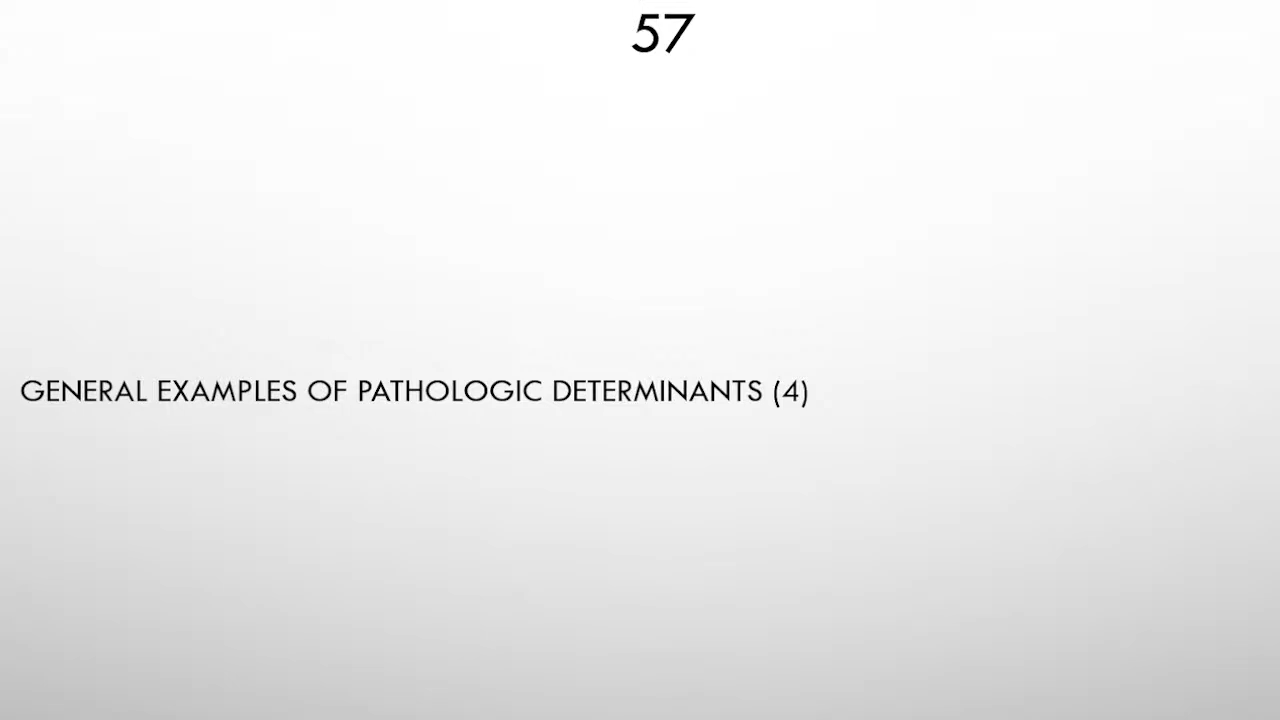 57
GENERAL EXAMPLES OF PATHOLOGIC DETERMINANTS (4)